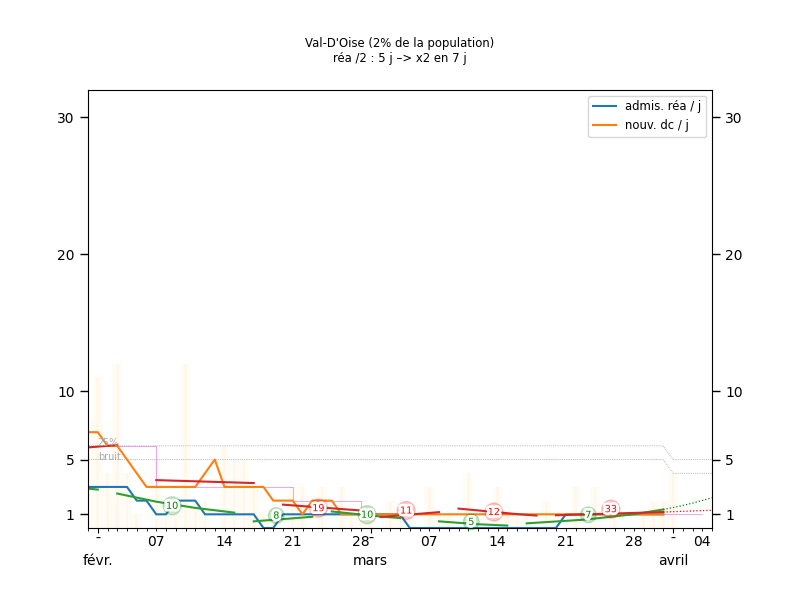 Val-D'Oise (2% de la population)
réa /2 : 5 j –> x2 en 7 j
admis. réa / j
nouv. dc / j
30 30
20 20
10 10
5 5
1 1
75%
bruit
10 8 19 10 11 5 12 7 33
- 07 14 21 28 - 07 14 21 28 - 04
févr. mars avril